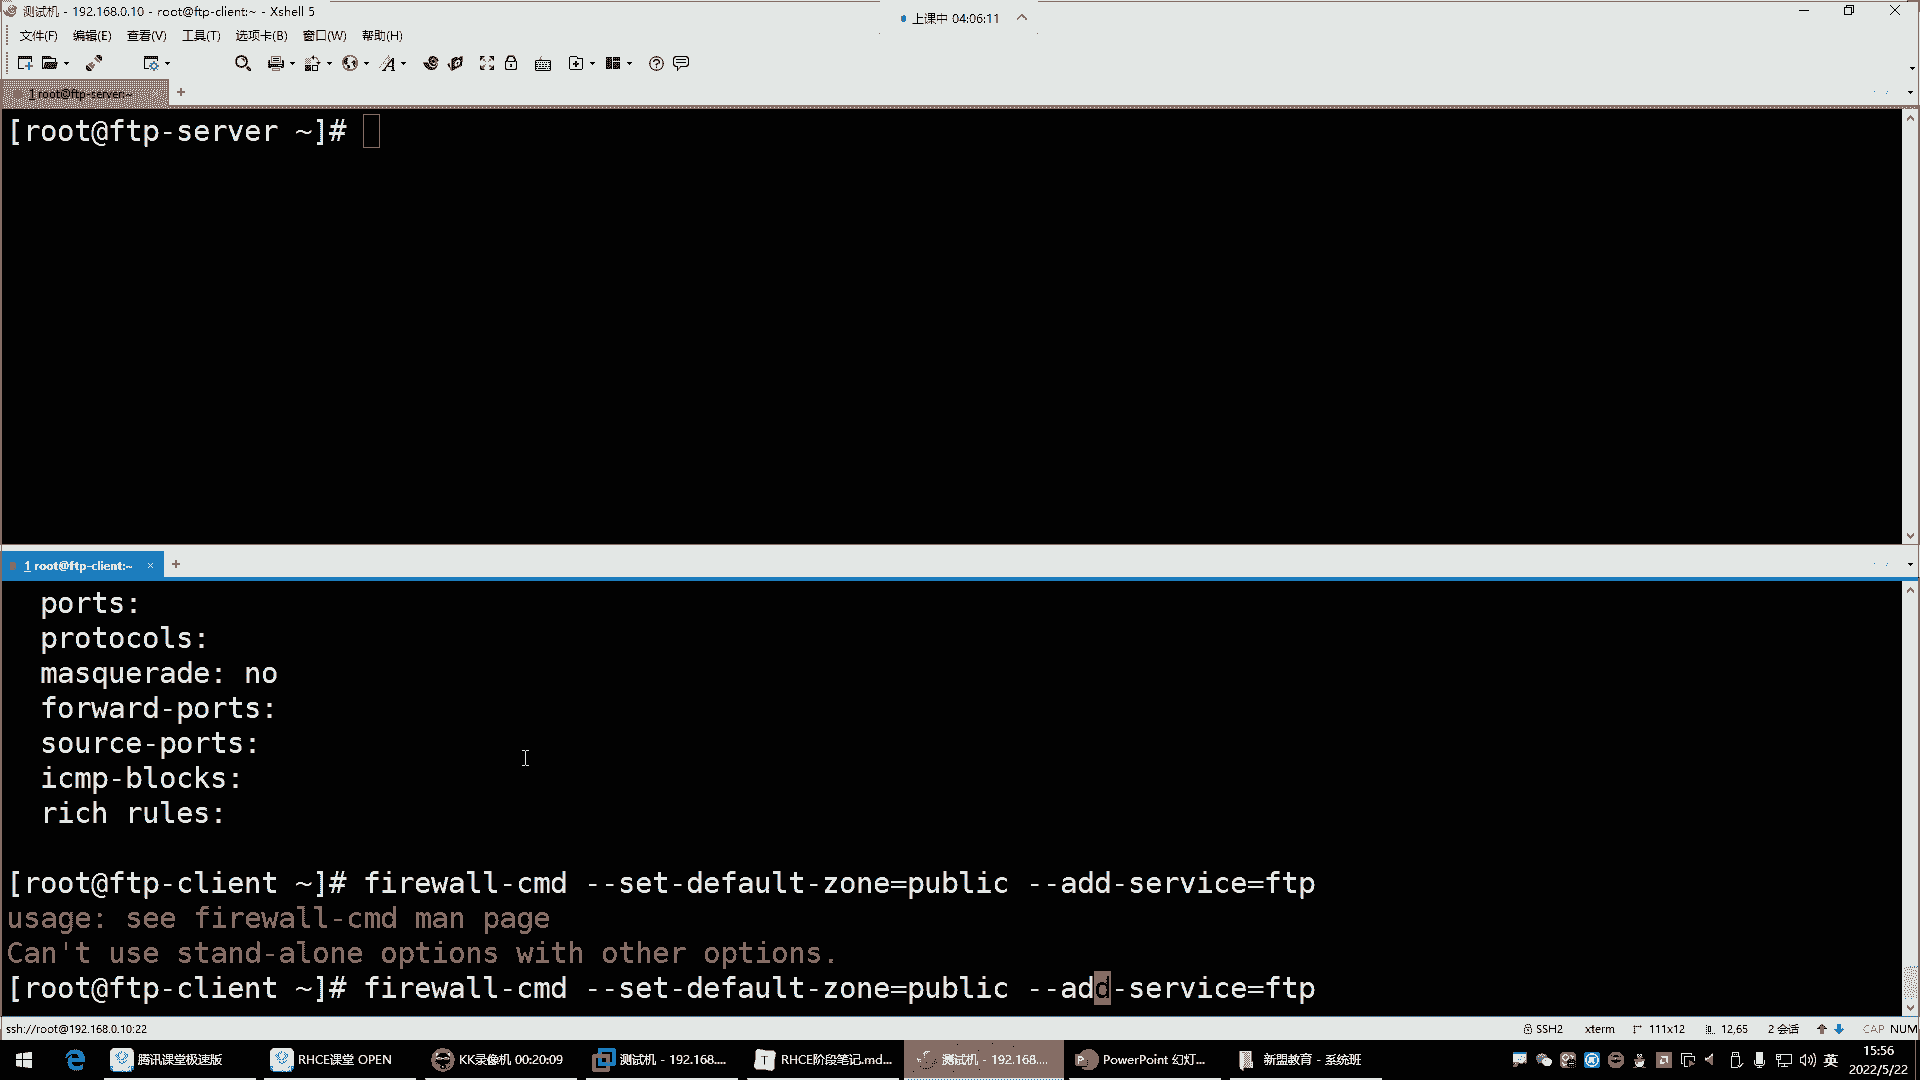 测试机 - 192.168.0.10 - root@ftp-client:~ - Xshell 5
上课中 04:06:11
文件(F) 编辑(E) 查看(V) 工具(T) 选项卡(B) 窗口(W) 帮助(H)
1 root@ftp-server:~
[root@ftp-server ~]#
1 root@ftp-client:~
ports:
protocols:
masquerade: no
forward-ports:
source-ports:
icmp-blocks:
rich rules:
[root@ftp-client ~]# firewall-cmd --set-default-zone=public --add-service=ftp
usage: see firewall-cmd man page
Can't use stand-alone options with other options.
[root@ftp-client ~]# firewall-cmd --set-default-zone=public --add-service=ftp
ssh://root@192.168.0.10:22 SSH2 xterm 111x12 12,65 2 会话 CAP NUM
腾讯课堂极速版 RHCE课堂 OPEN KK录像机 00:20:09 测试机 - 192.168.... RHCE阶段笔记.md... 测试机 - 192.168.... PowerPoint 幻灯... 新盟教育 - 系统班 英 15:56
2022/5/22